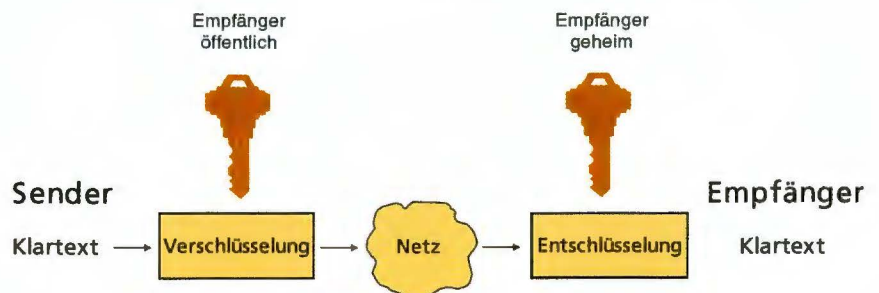 Empfänger
öffentlich
Empfänger
geheim
Sender
Empfänger
Klartext
Verschlüsselung
Netz
Entschlüsselung
Klartext